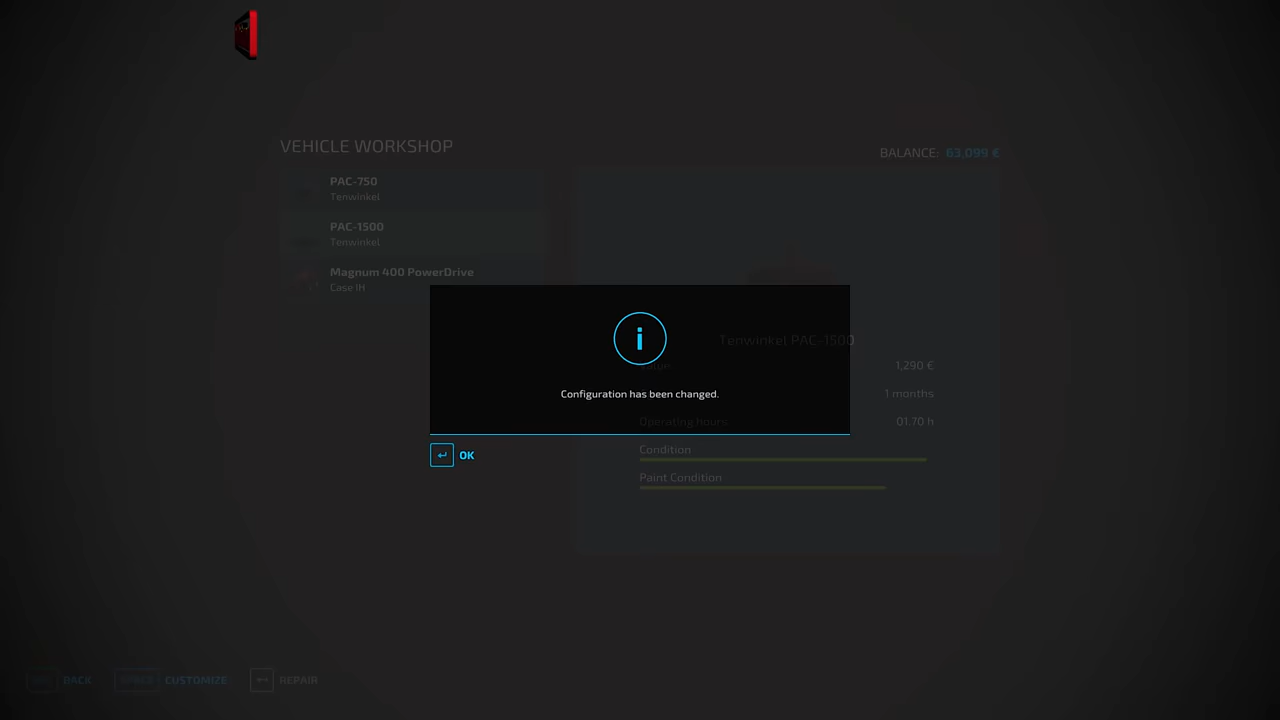 VEHICLE WORKSHOP
BALANCE: 63,099 €
PAC-750
Tenwinkel
PAC-1500
Tenwinkel
Magnum 400 PowerDrive
Case IH
Tenwinkel PAC-1500
Value
1,290 €
1 months
Configuration has been changed.
Operating hours
01.70 h
Condition
OK
Paint Condition
BACK
CUSTOMIZE
REPAIR